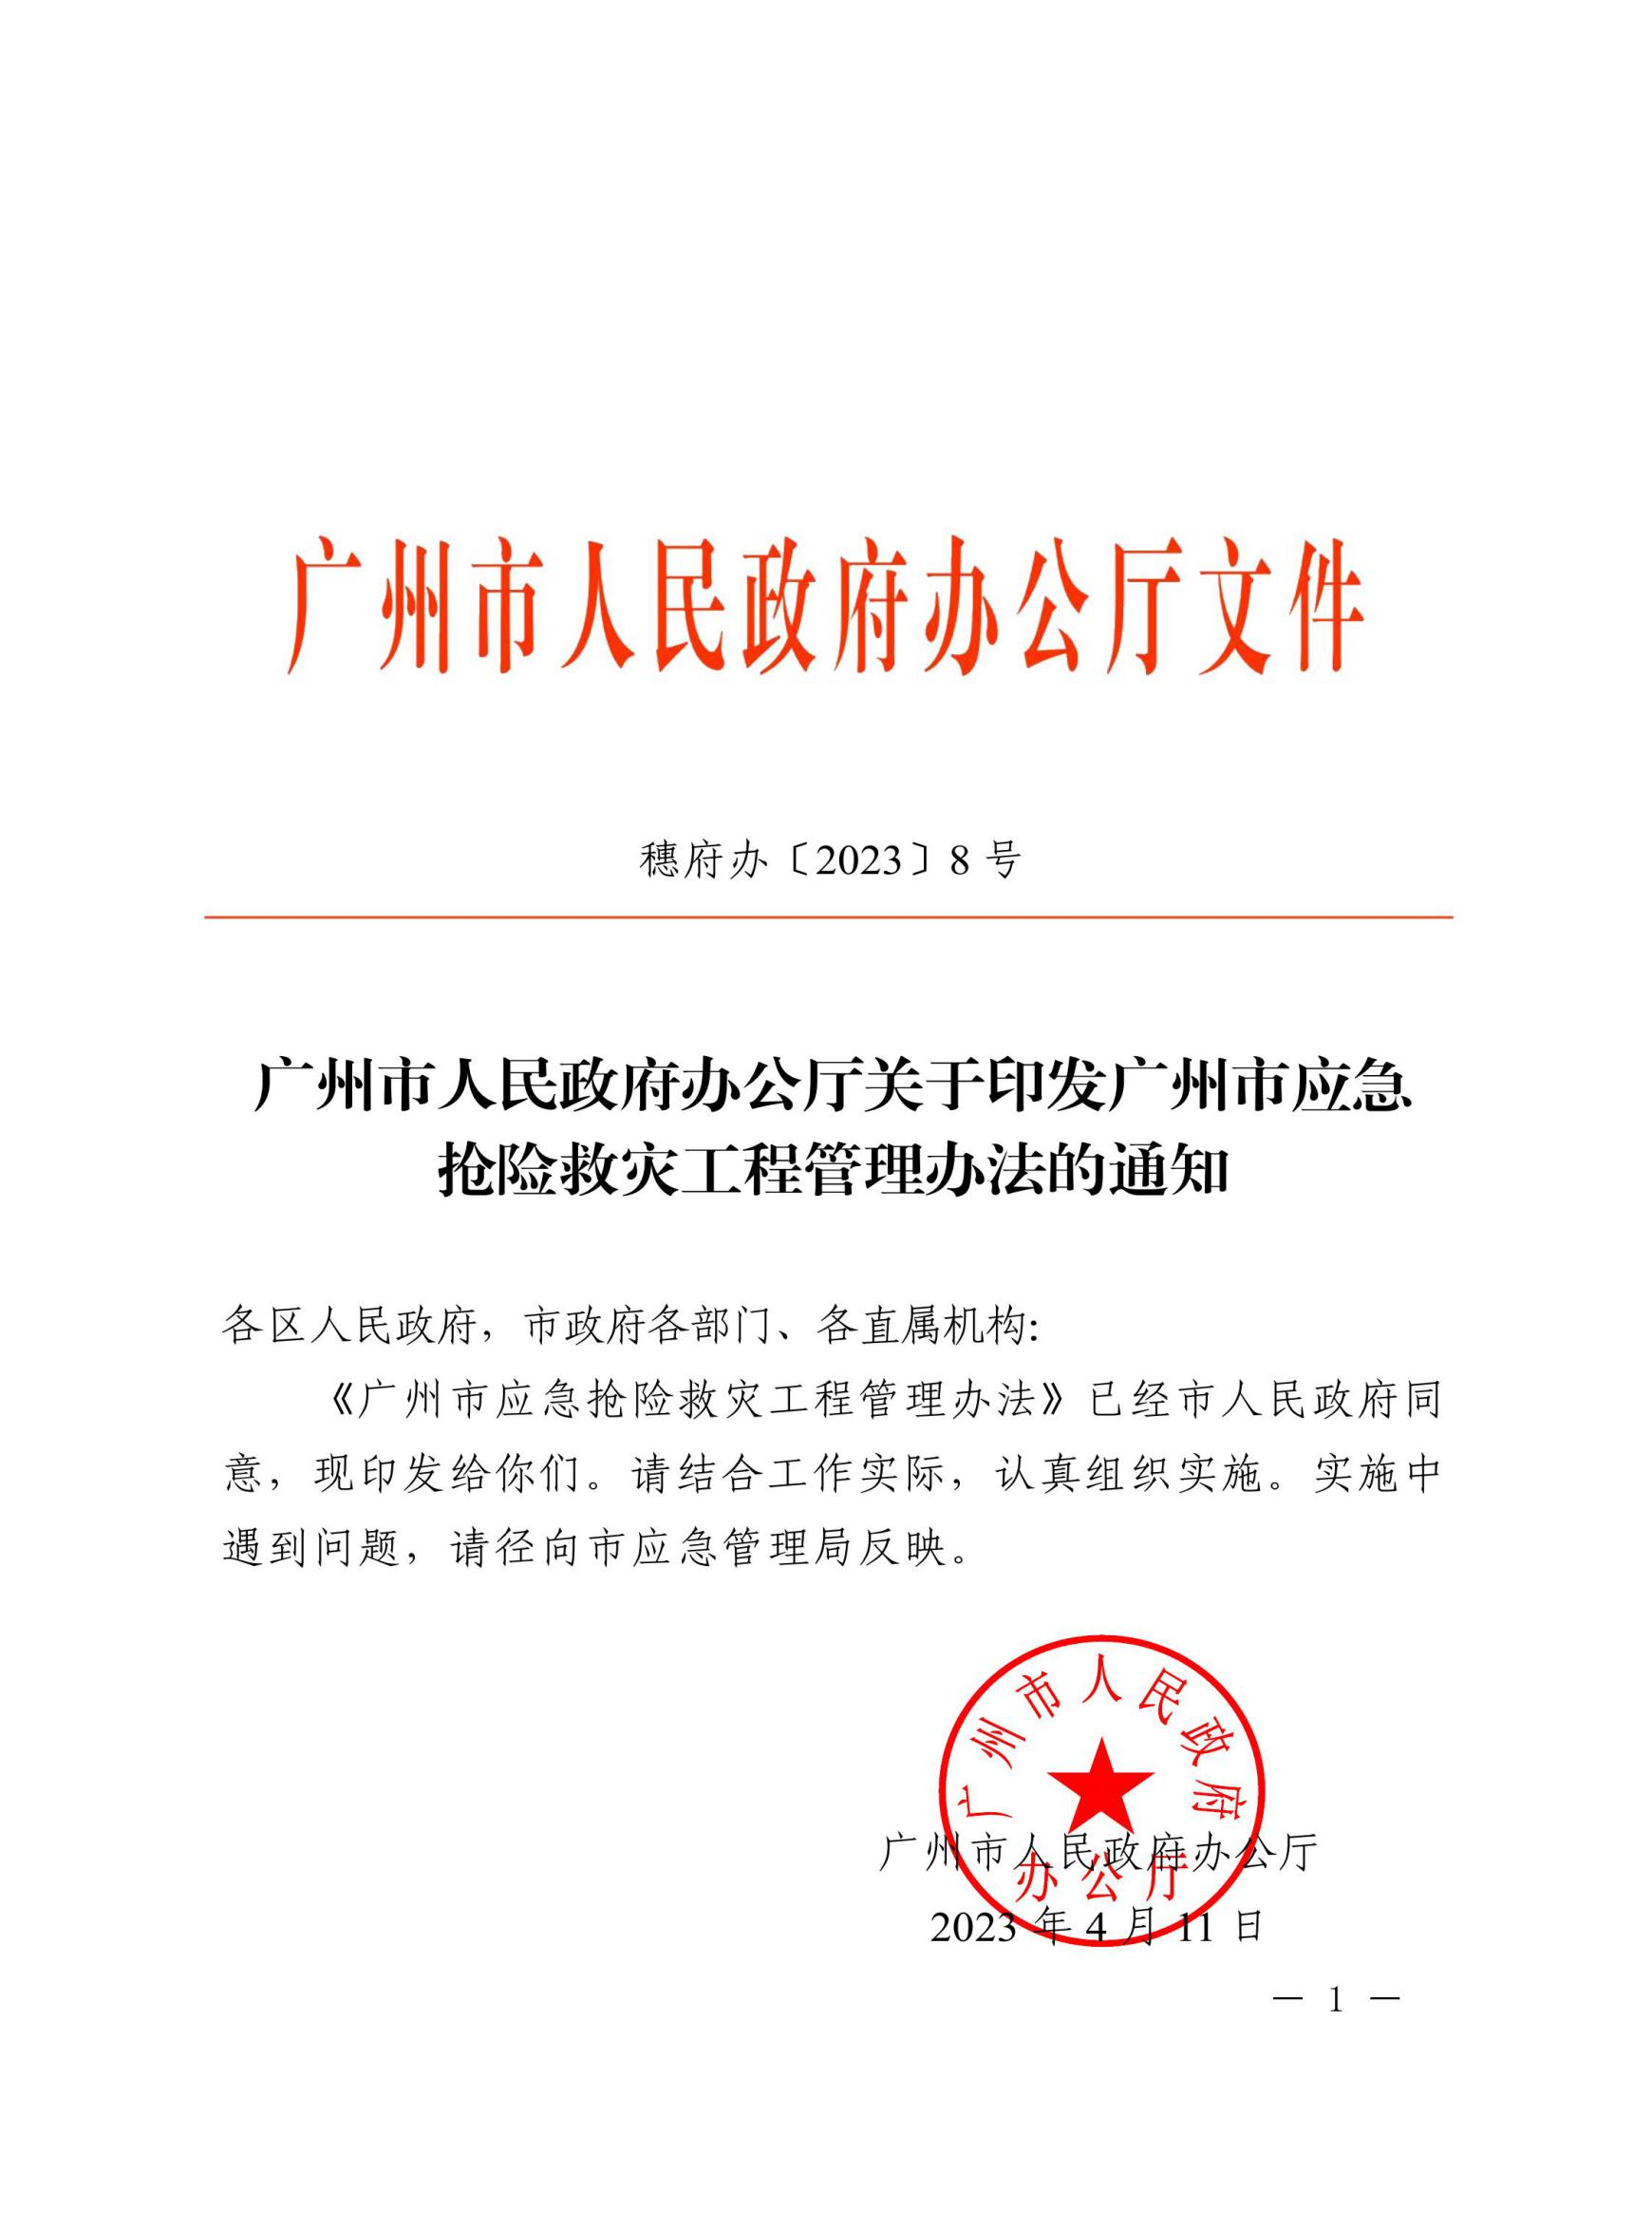 广州市人民政府办公厅文件
穗府办〔2023〕8 号
广州市人民政府办公厅关于印发广州市应急
抢险救灾工程管理办法的通知
各区人民政府，市政府各部门、各直属机构:
《广州市应急抢险救灾工程管理办法》已经市人民政府同
意，现印发给你们。请结合工作实际，认真组织实施。实施中
遇到问题，请径向市应急管理局反映。
广州市人民政府
办公厅
广州市人民政府办公厅
2023 年 4 月 11 日
— 1 —